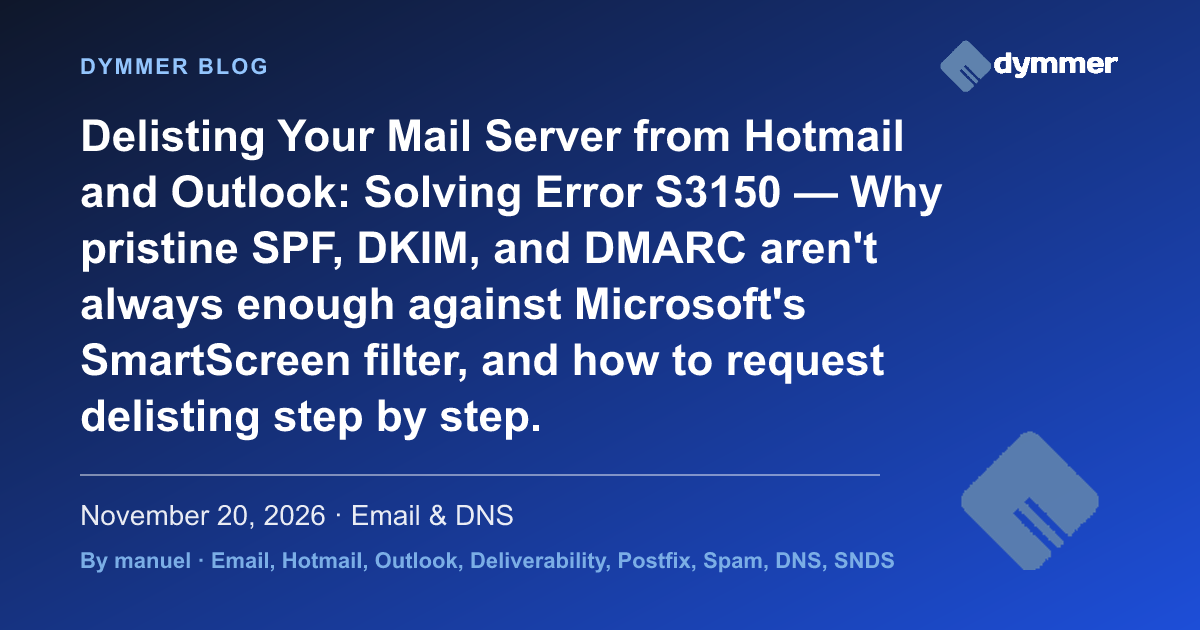 DYMMER BLOG
dymmer
Delisting Your Mail Server from Hotmail
and Outlook: Solving Error S3150 — Why
pristine SPF, DKIM, and DMARC aren't
always enough against Microsoft's
SmartScreen filter, and how to request
delisting step by step.
November 20, 2026 · Email & DNS
By manuel · Email, Hotmail, Outlook, Deliverability, Postfix, Spam, DNS, SNDS